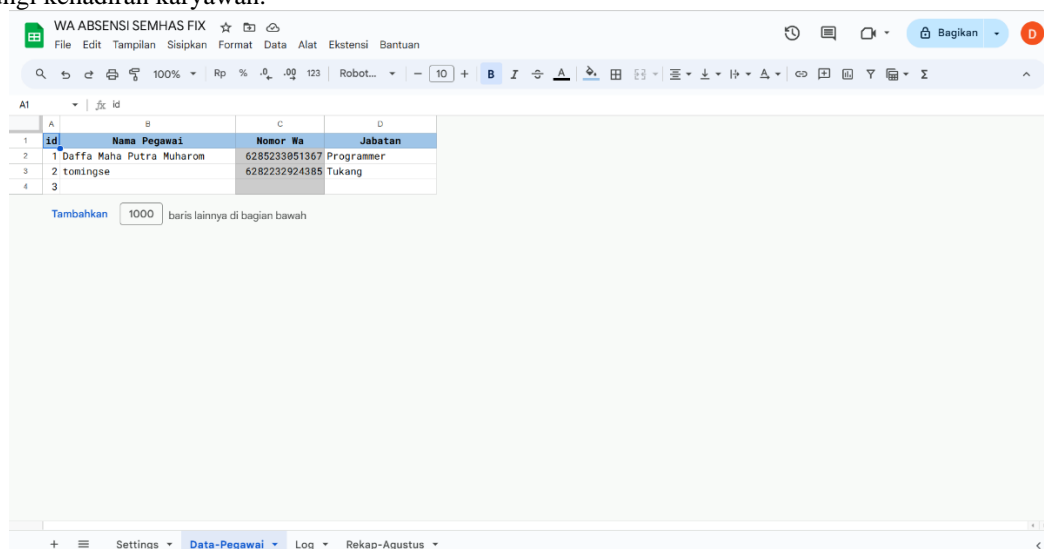 kehadiran karyawan.
WA ABSENSI SEMHAS FIX
File Edit Tampilan Sisipkan Format Data Alat Ekstensi Bantuan
Bagikan
D
100% Rp % .0 .00 123 Robot... − 10 + B I A
A1 fx id
A B C D
1 id Nama Pegawai Nomor Wa Jabatan
2 1 Daffa Maha Putra Muharom 6285233051367 Programmer
3 2 tomingse 6282232924385 Tukang
4 3
Tambahkan 1000 baris lainnya di bagian bawah
+ Settings Data-Pegawai Log Rekap-Agustus